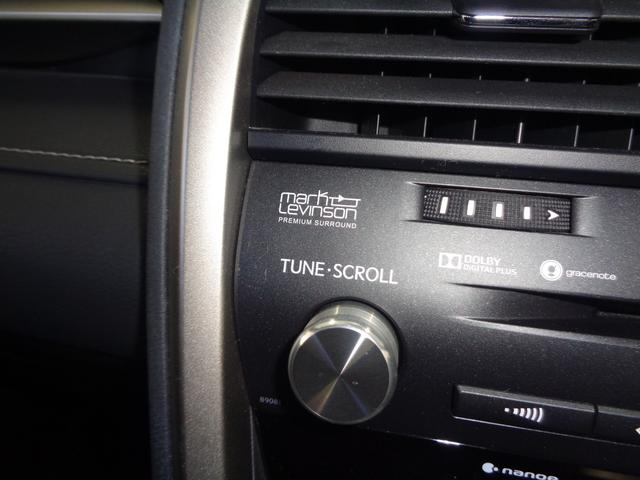 mark
Levinson
PREMIUM SURROUND
DOLBY
DIGITAL PLUS
gracenote
TUNE·SCROLL
nanoe